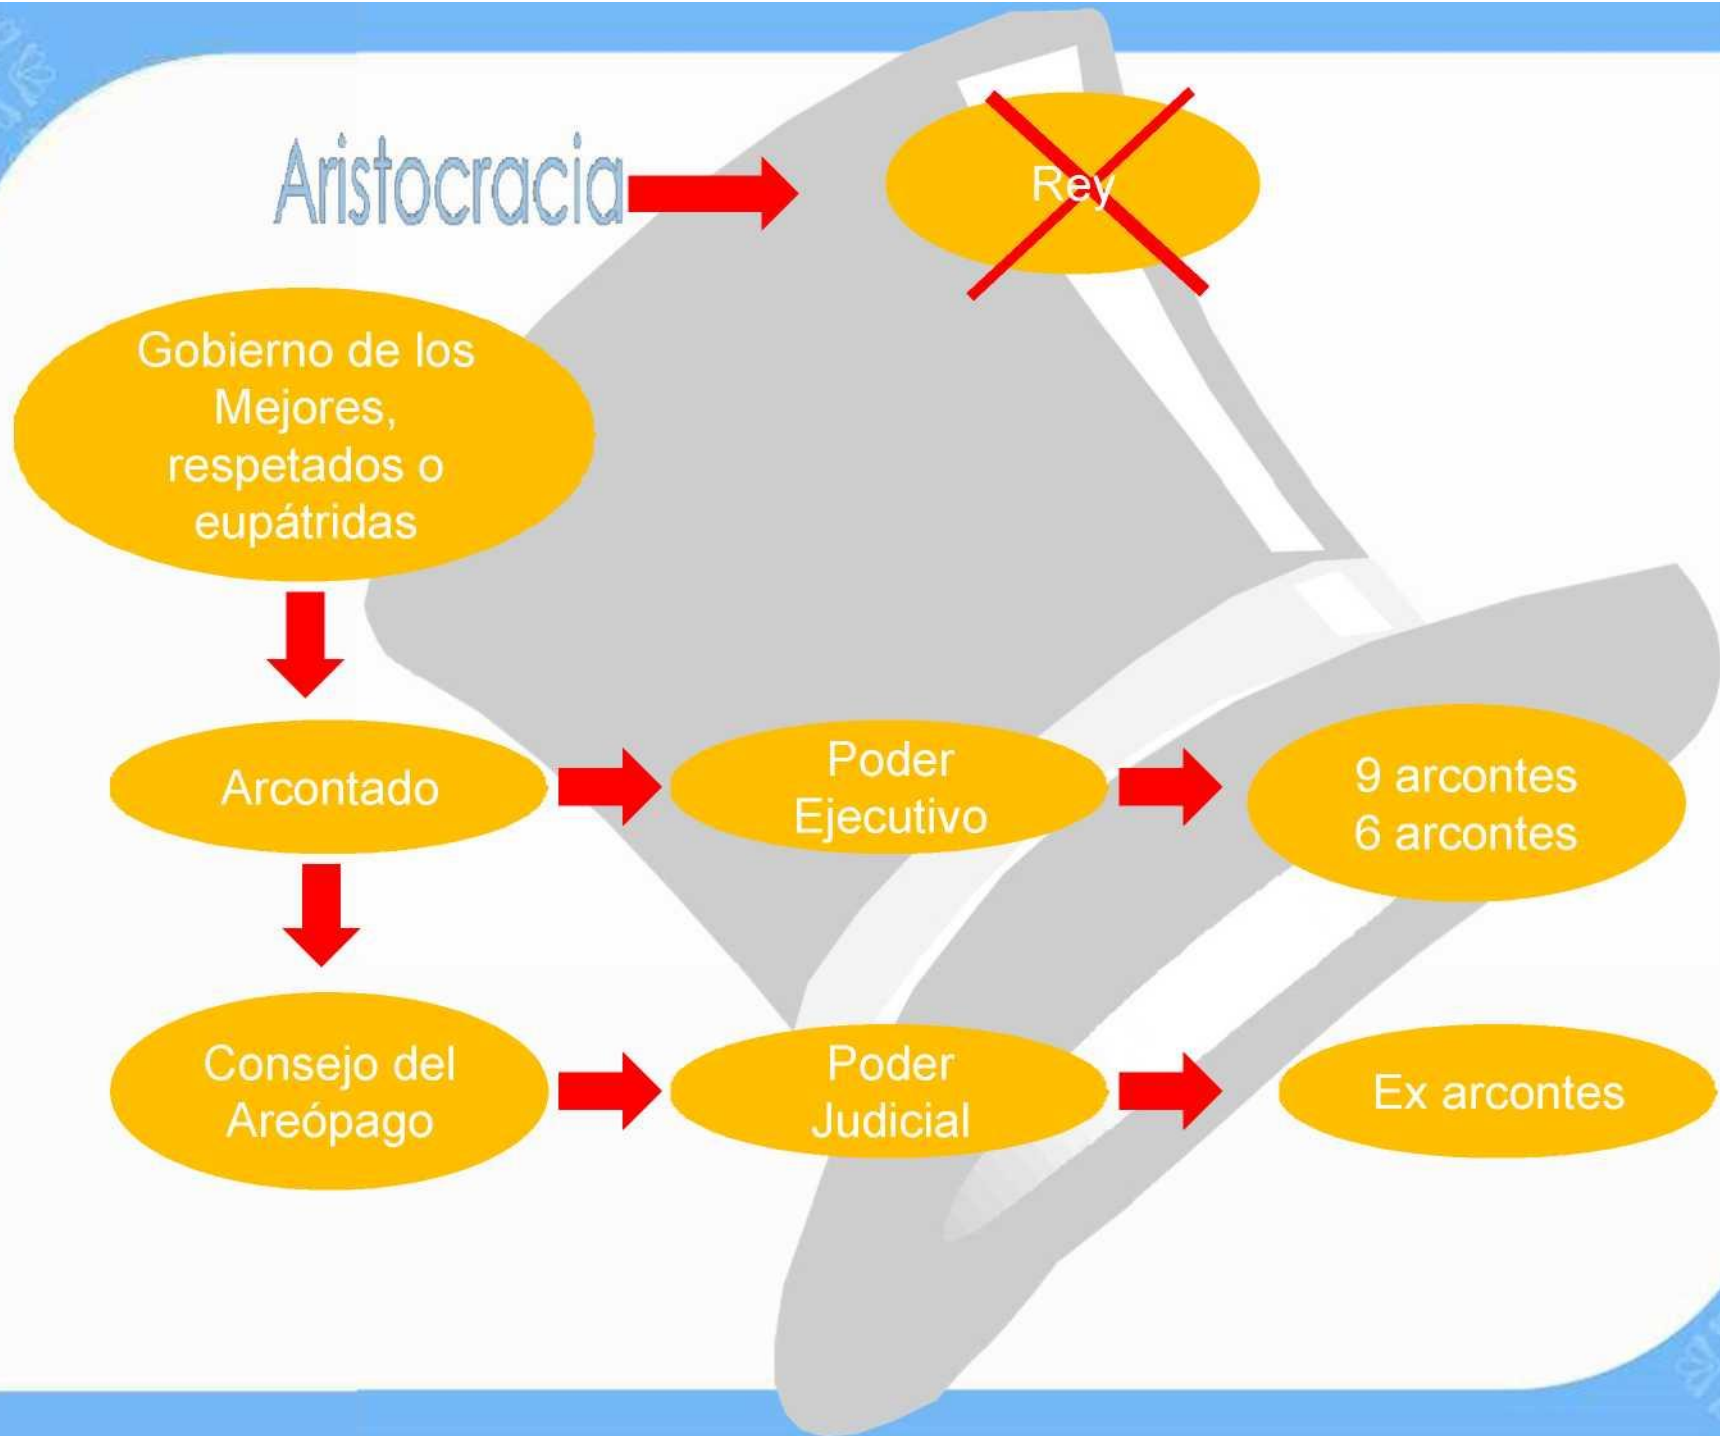 Aristocracia
Rey
Gobierno de los
Mejores,
respetados o
eupátridas
Arcontado
Poder
Ejecutivo
9 arcontes
6 arcontes
Consejo del
Areópago
Poder
Judicial
Ex arcontes